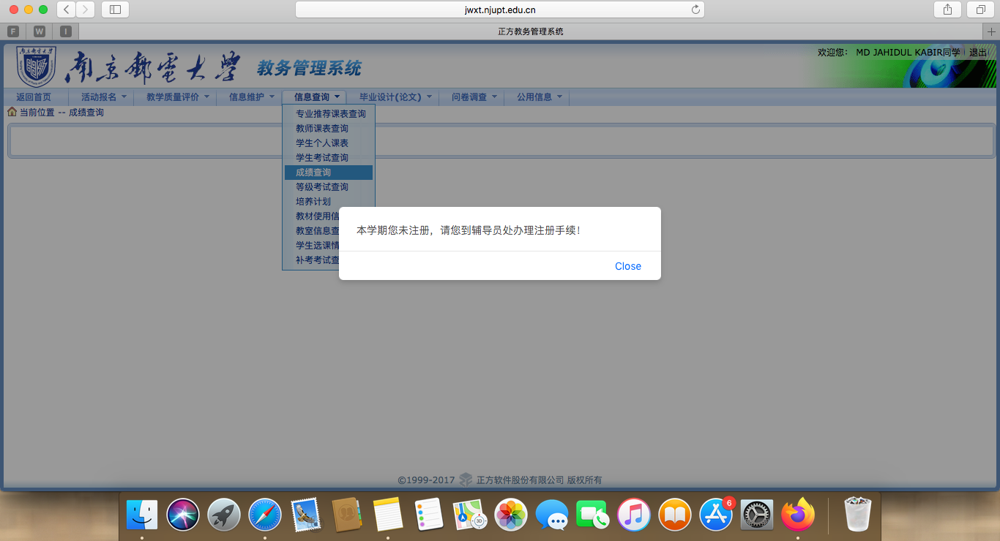 jwxt.njupt.edu.cn
F W I 正方教务管理系统
南京邮電大学 教务管理系统
欢迎您： MD JAHIDUL KABIR同学 退出
返回首页 活动报名 教学质量评价 信息维护 信息查询 毕业设计(论文) 问卷调查 公用信息
当前位置 -- 成绩查询
专业推荐课表查询
教师课表查询
学生个人课表
学生考试查询
成绩查询
等级考试查询
培养计划
教材使用信
教室信息查
学生选课情
补考考试查
本学期您未注册，请您到辅导员处办理注册手续！
Close
©1999-2017 正方软件股份有限公司 版权所有
6